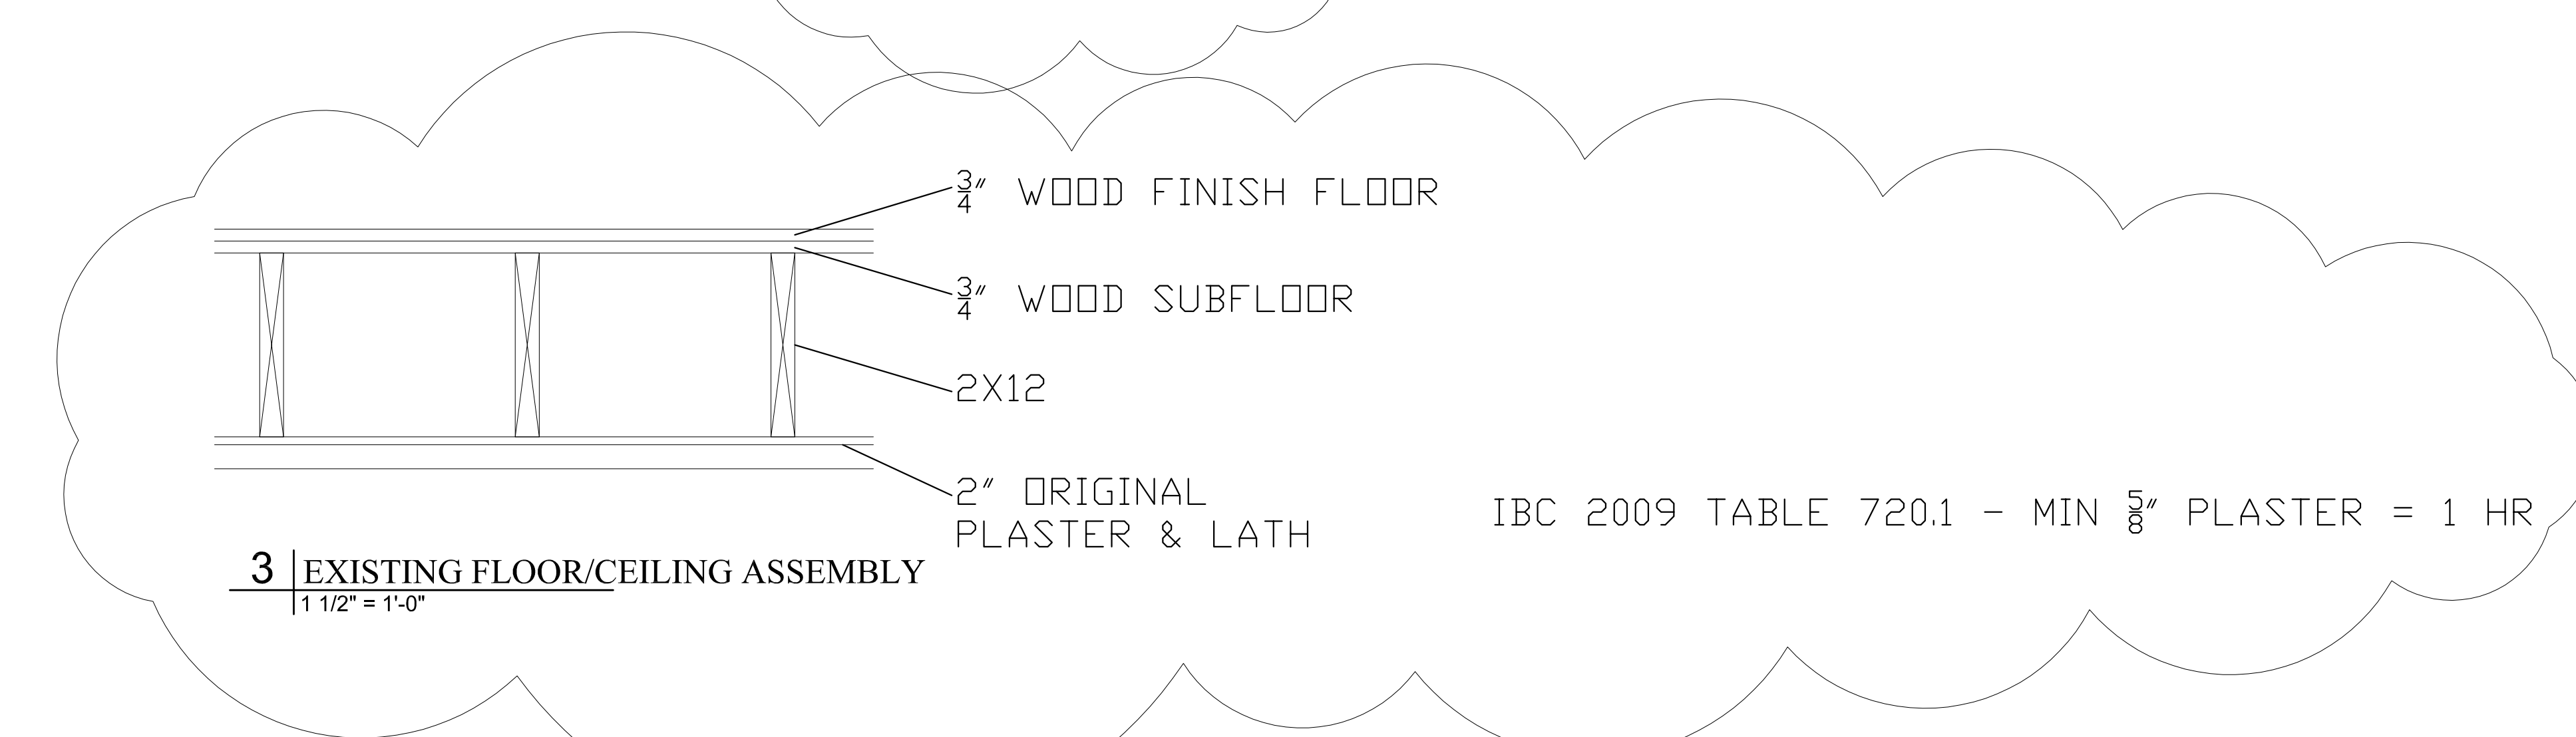 3/4" WOOD FINISH FLOOR
3/4" WOOD SUBFLOOR
2X12
2" ORIGINAL
PLASTER & LATH
IBC 2009 TABLE 720.1 - MIN 5/8" PLASTER = 1 HR
3 EXISTING FLOOR/CEILING ASSEMBLY
1 1/2" = 1'-0"